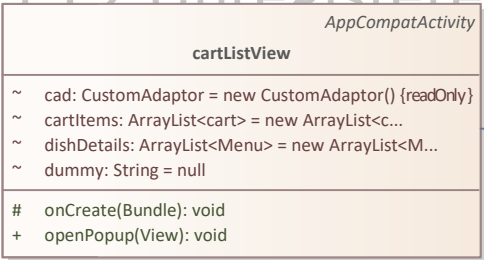 AppCompatActivity
cartListView
~ cad: CustomAdaptor = new CustomAdaptor() {readOnly}
~ cartItems: ArrayList<cart> = new ArrayList<c...
~ dishDetails: ArrayList<Menu> = new ArrayList<M...
~ dummy: String = null
# onCreate(Bundle): void
+ openPopup(View): void